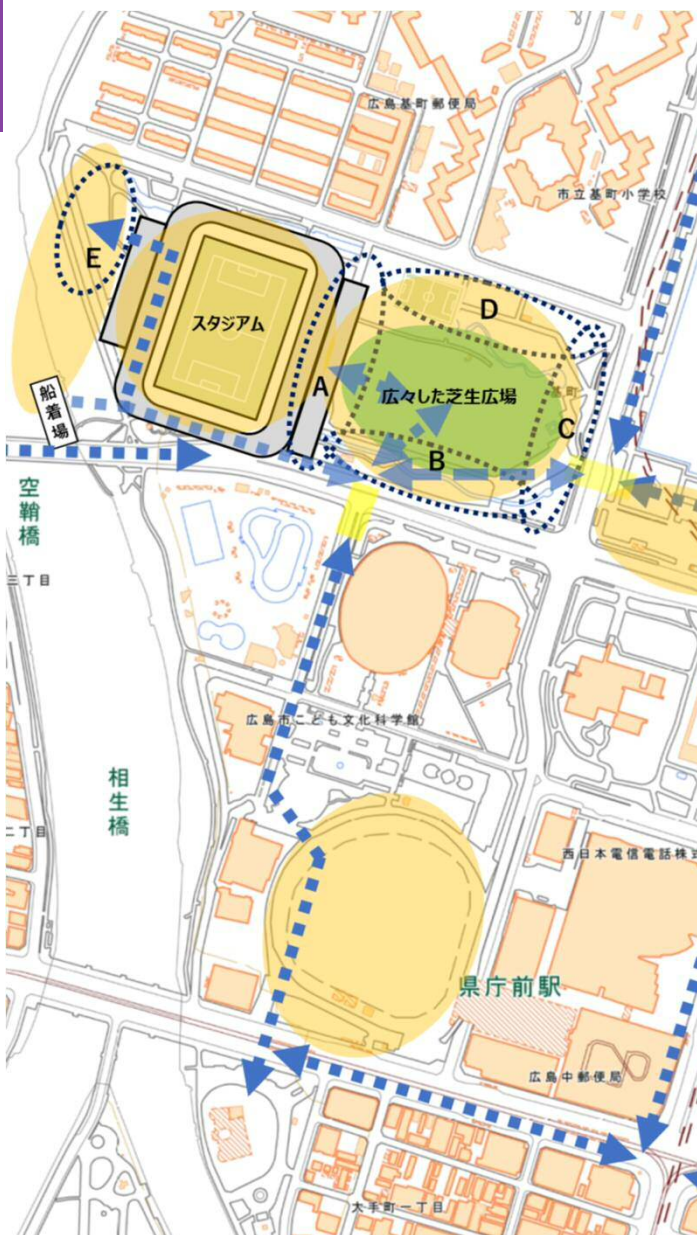 広島基町郵便局
市立基町小学校
E
D
スタジアム
A
広々した芝生広場
基町
船着場
C
B
空鞘橋
三丁目
広島市こども文化科学館
相生橋
二丁目
西日本電信電話株式
県庁前駅
広島中郵便局
大手町一丁目